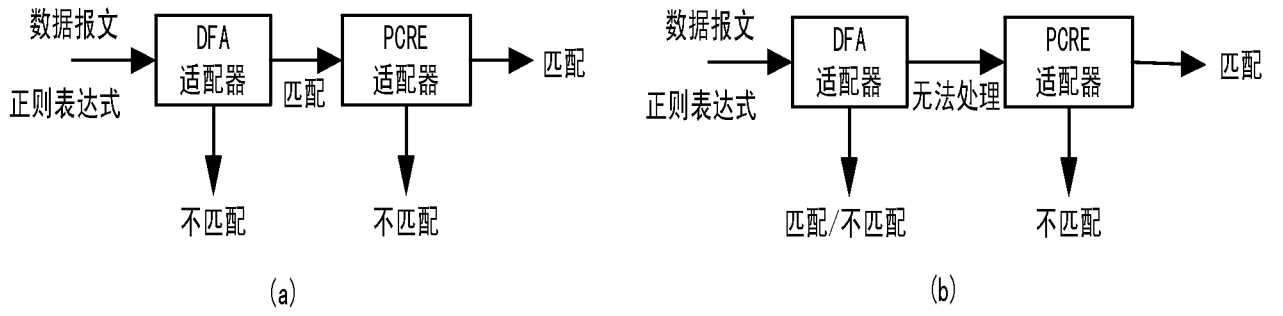 数据报文
正则表达式
DFA
适配器
匹配
PCRE
适配器
匹配
不匹配
不匹配
(a)
数据报文
正则表达式
DFA
适配器
无法处理
PCRE
适配器
匹配
匹配/不匹配
不匹配
(b)